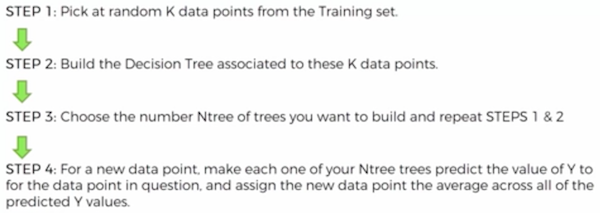 STEP 1: Pick at random K data points from the Training set.
STEP 2: Build the Decision Tree associated to these K data points.
STEP 3: Choose the number Ntree of trees you want to build and repeat STEPS 1 & 2
STEP 4: For a new data point, make each one of your Ntree trees predict the value of Y to
for the data point in question, and assign the new data point the average across all of the
predicted Y values.